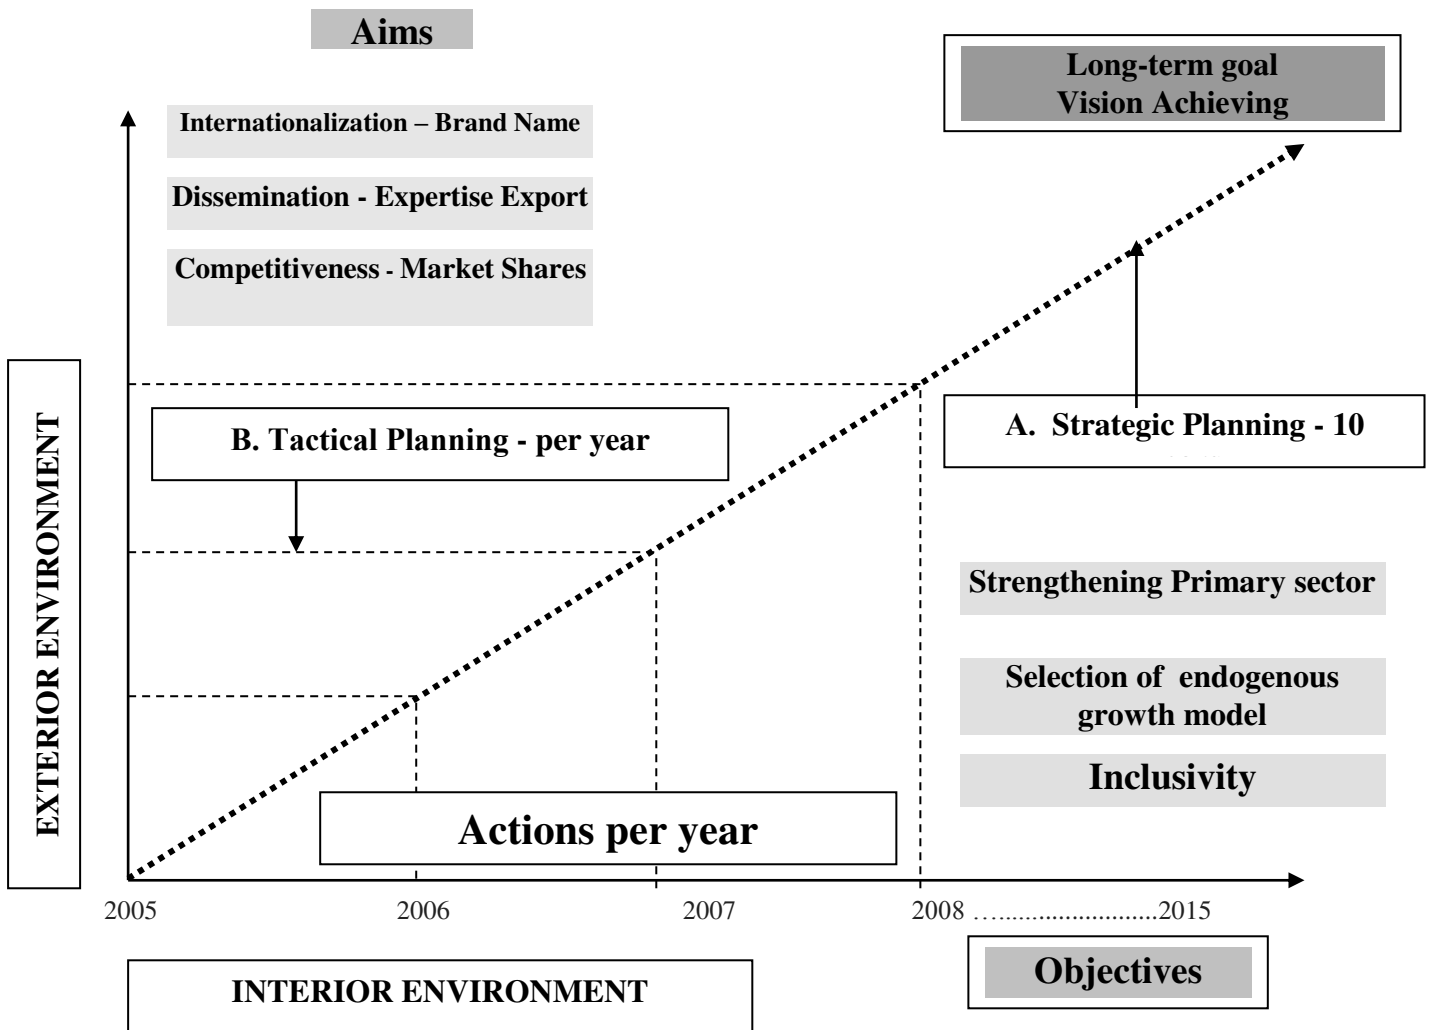 Aims
Long-term goal
Vision Achieving
Internationalization – Brand Name
Dissemination - Expertise Export
Competitiveness - Market Shares
EXTERIOR ENVIRONMENT
B. Tactical Planning - per year
A. Strategic Planning - 10
Strengthening Primary sector
Selection of endogenous
growth model
Inclusivity
Actions per year
2005 2006 2007 2008 ….........................2015
INTERIOR ENVIRONMENT
Objectives